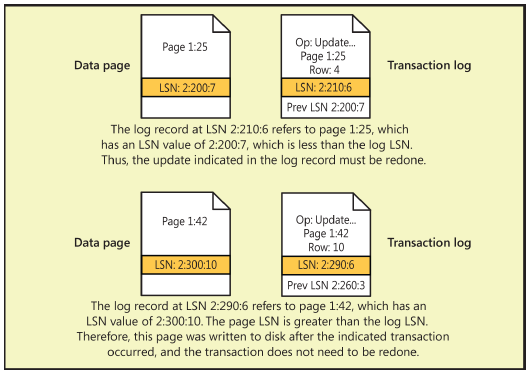 Data page
Page 1:25
LSN: 2:200:7
Op: Update...
Page 1:25
Row: 4
LSN: 2:210:6
Prev LSN 2:200:7
Transaction log
The log record at LSN 2:210:6 refers to page 1:25, which
has an LSN value of 2:200:7, which is less than the log LSN.
Thus, the update indicated in the log record must be redone.
Data page
Page 1:42
LSN: 2:300:10
Op: Update...
Page 1:42
Row: 10
LSN: 2:290:6
Prev LSN 2:260:3
Transaction log
The log record at LSN 2:290:6 refers to page 1:42, which has an
LSN value of 2:300:10. The page LSN is greater than the log LSN.
Therefore, this page was written to disk after the indicated transaction
occurred, and the transaction does not need to be redone.